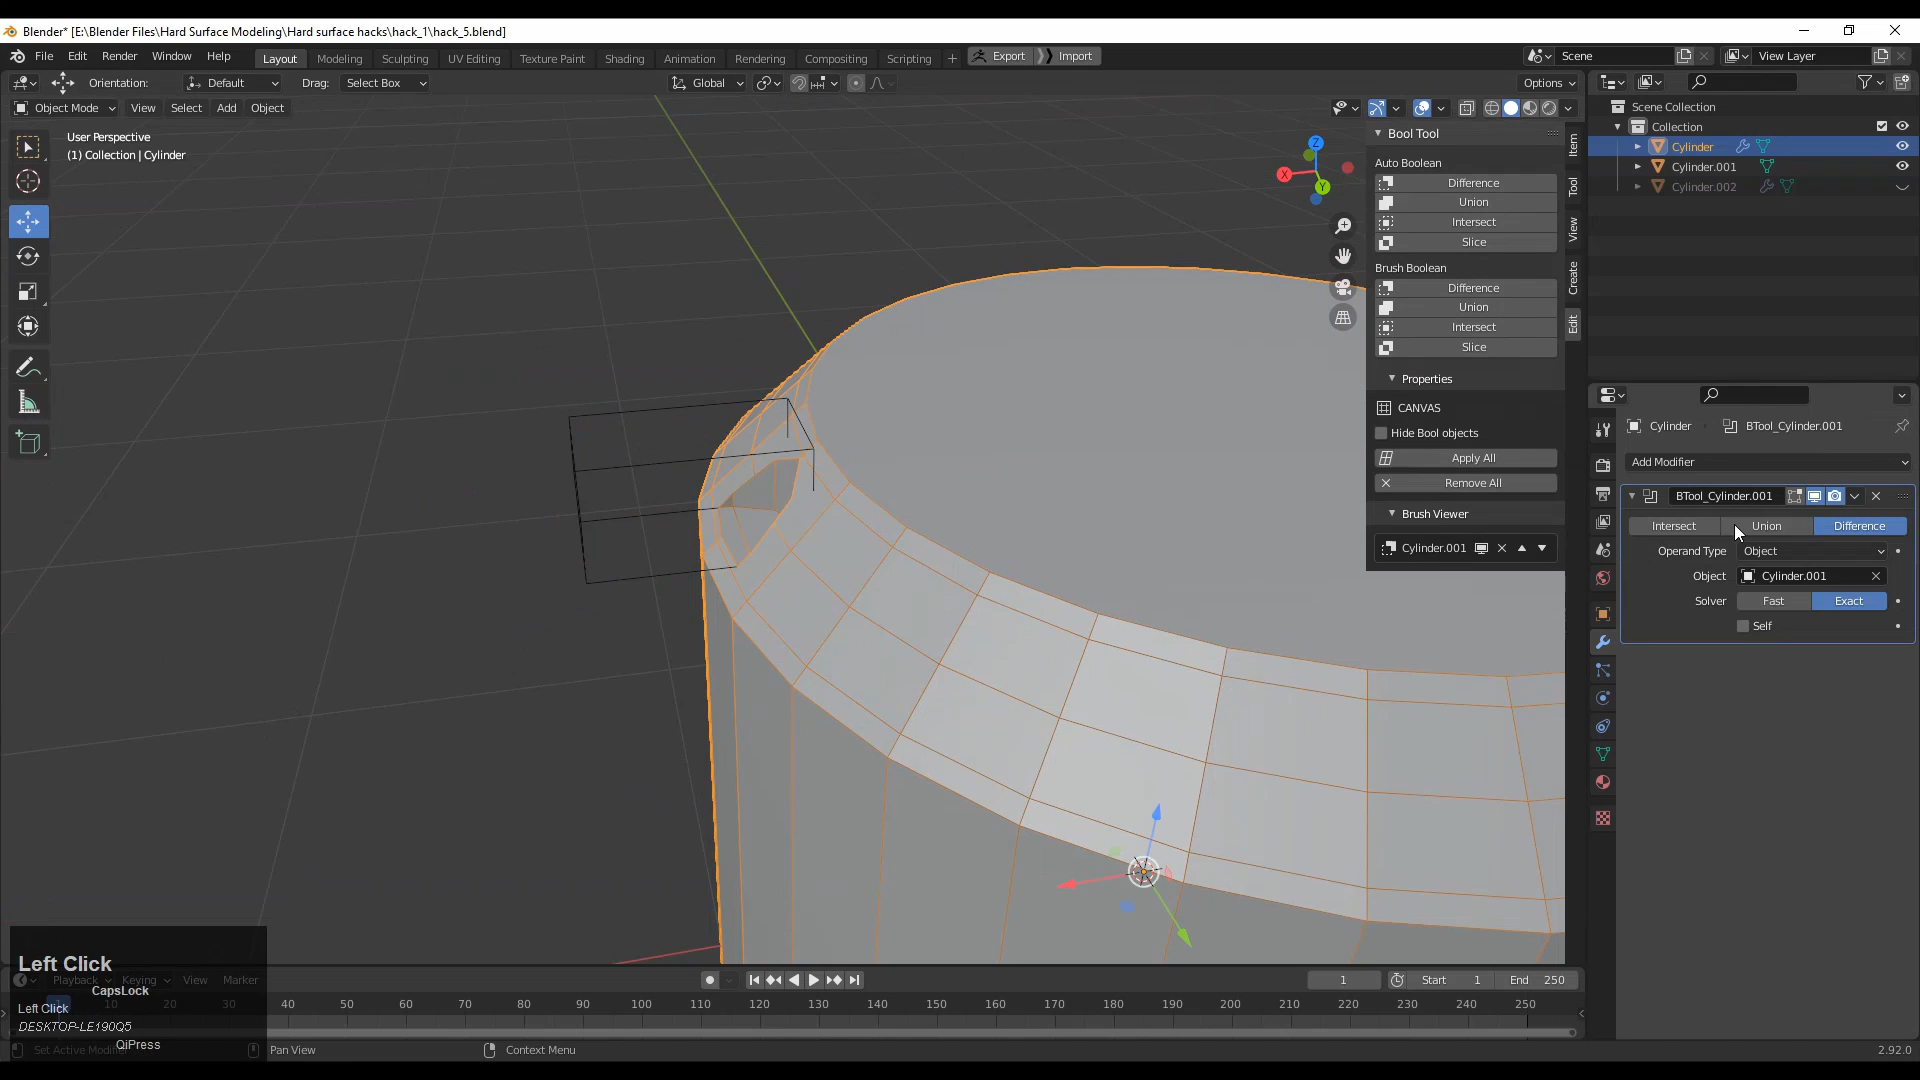 Blender* [E:\Blender Files\Hard Surface Modeling\Hard surface hacks\hack_1\hack_5.blend]
File Edit Render Window Help Layout Modeling Sculpting UV Editing Texture Paint Shading Animation Rendering Compositing Scripting + Export Import Scene View Layer
Orientation: Default Drag: Select Box Global Options
Object Mode View Select Add Object
User Perspective
(1) Collection | Cylinder
X
Y
Z
Bool Tool
Auto Boolean
Difference
Union
Intersect
Slice
Brush Boolean
Difference
Union
Intersect
Slice
Properties
CANVAS
Hide Bool objects
Apply All
Remove All
Brush Viewer
Cylinder.001
Item
Tool
View
Create
Edit
Scene Collection
Collection
Cylinder
Cylinder.001
Cylinder.002
Cylinder BTool_Cylinder.001
Add Modifier
BTool_Cylinder.001
Intersect Union Difference
Operand Type Object
Object Cylinder.001
Solver Fast Exact
Self
Left Click
CapsLock
Left Click
DESKTOP-LE190Q5
QiPress
Playback Keying View Marker 1 Start 1 End 250
1 10 20 30 40 50 60 70 80 90 100 110 120 130 140 150 160 170 180 190 200 210 220 230 240 250
Set Active Modifier Pan View Context Menu 2.92.0